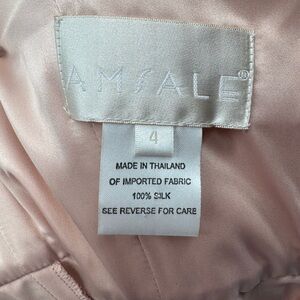 AMSALE®
4
MADE IN THAILAND
OF IMPORTED FABRIC
100% SILK
SEE REVERSE FOR CARE